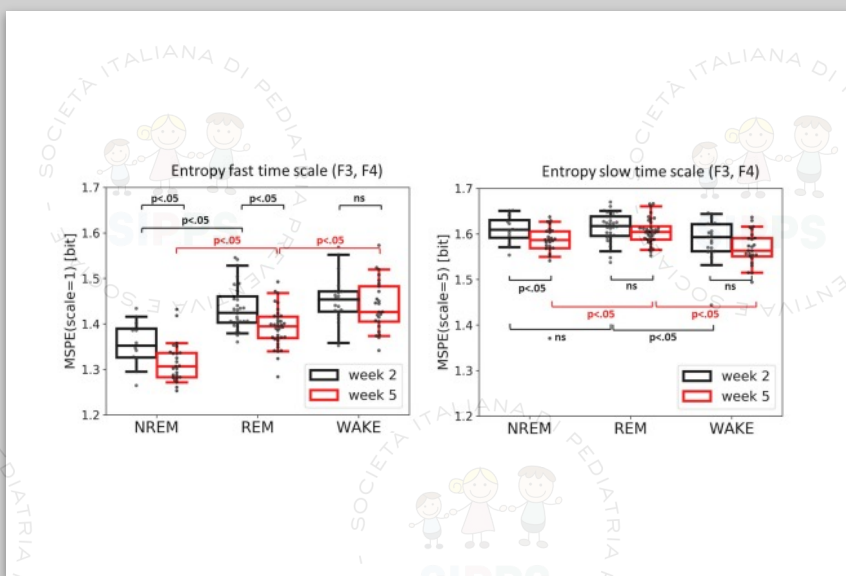 SOCIETÀ ITALIANA DI PEDIATRIA PREVENTIVA E SOCIALE -
SIPPS
SOCIETÀ ITALIANA DI
SIPPS
Entropy fast time scale (F3, F4)
MSPE(scale=1) [bit]
1.7
1.6
1.5
1.4
1.3
1.2
p<.05
p<.05
ns
p<.05
p<.05
p<.05
week 2
week 5
NREM
REM
WAKE
Entropy slow time scale (F3, F4)
MSPE(scale=5) [bit]
1.7
1.6
1.5
1.4
1.3
1.2
p<.05
ns
ns
p<.05
p<.05
ns
p<.05
week 2
week 5
NREM
REM
WAKE
SOCIETÀ ITALIANA DI PEDIATRIA